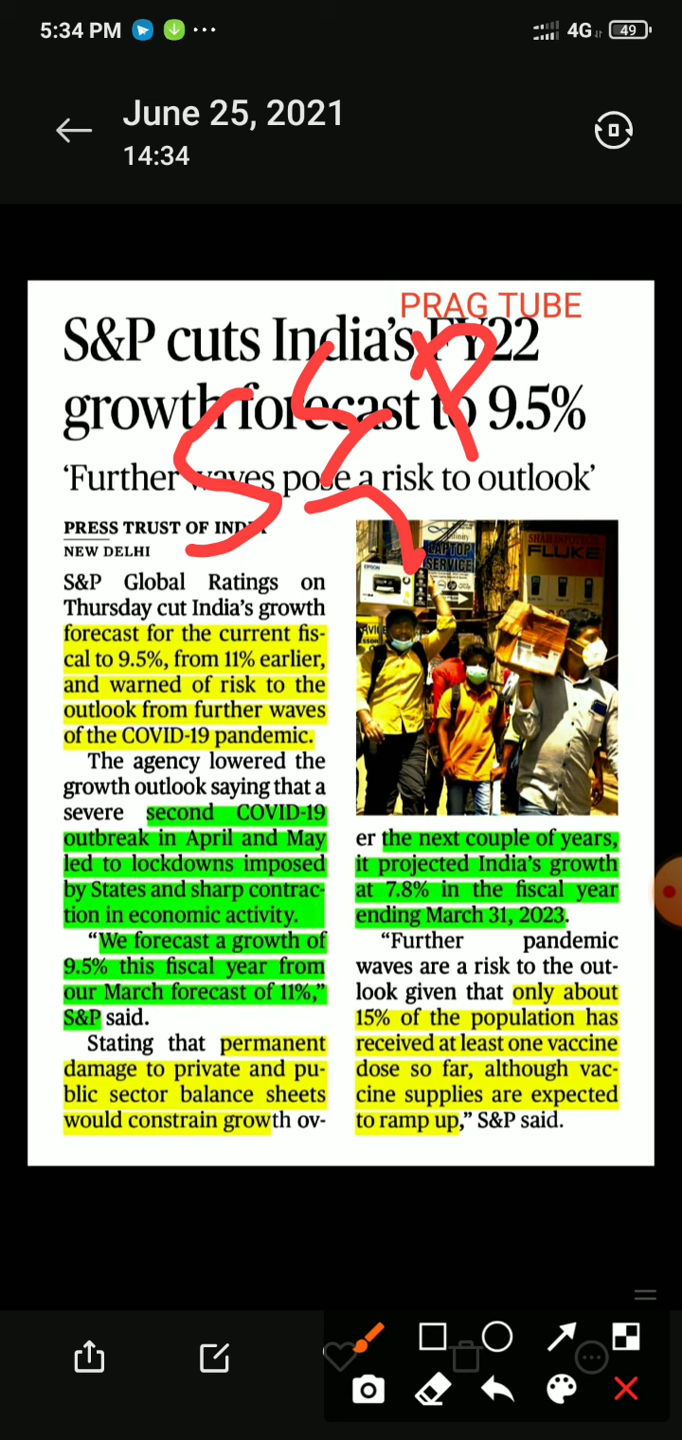 5:34 PM
4G 49
June 25, 2021
14:34
PRAG TUBE
S&P cuts India's FY22
growth forecast to 9.5%
SSP
'Further waves pose a risk to outlook'
PRESS TRUST OF INDIA
NEW DELHI
S&P Global Ratings on
Thursday cut India's growth
forecast for the current fis-
cal to 9.5%, from 11% earlier,
and warned of risk to the
outlook from further waves
of the COVID-19 pandemic.
The agency lowered the
growth outlook saying that a
severe second COVID-19
outbreak in April and May
led to lockdowns imposed
by States and sharp contrac-
tion in economic activity.
"We forecast a growth of
9.5% this fiscal year from
our March forecast of 11%,"
S&P said.
Stating that permanent
damage to private and pu-
blic sector balance sheets
would constrain growth ov-
LAPTOP
SERVICE
FLUKE
EPSON
er the next couple of years,
it projected India's growth
at 7.8% in the fiscal year
ending March 31, 2023.
"Further pandemic
waves are a risk to the out-
look given that only about
15% of the population has
received at least one vaccine
dose so far, although vac-
cine supplies are expected
to ramp up," S&P said.